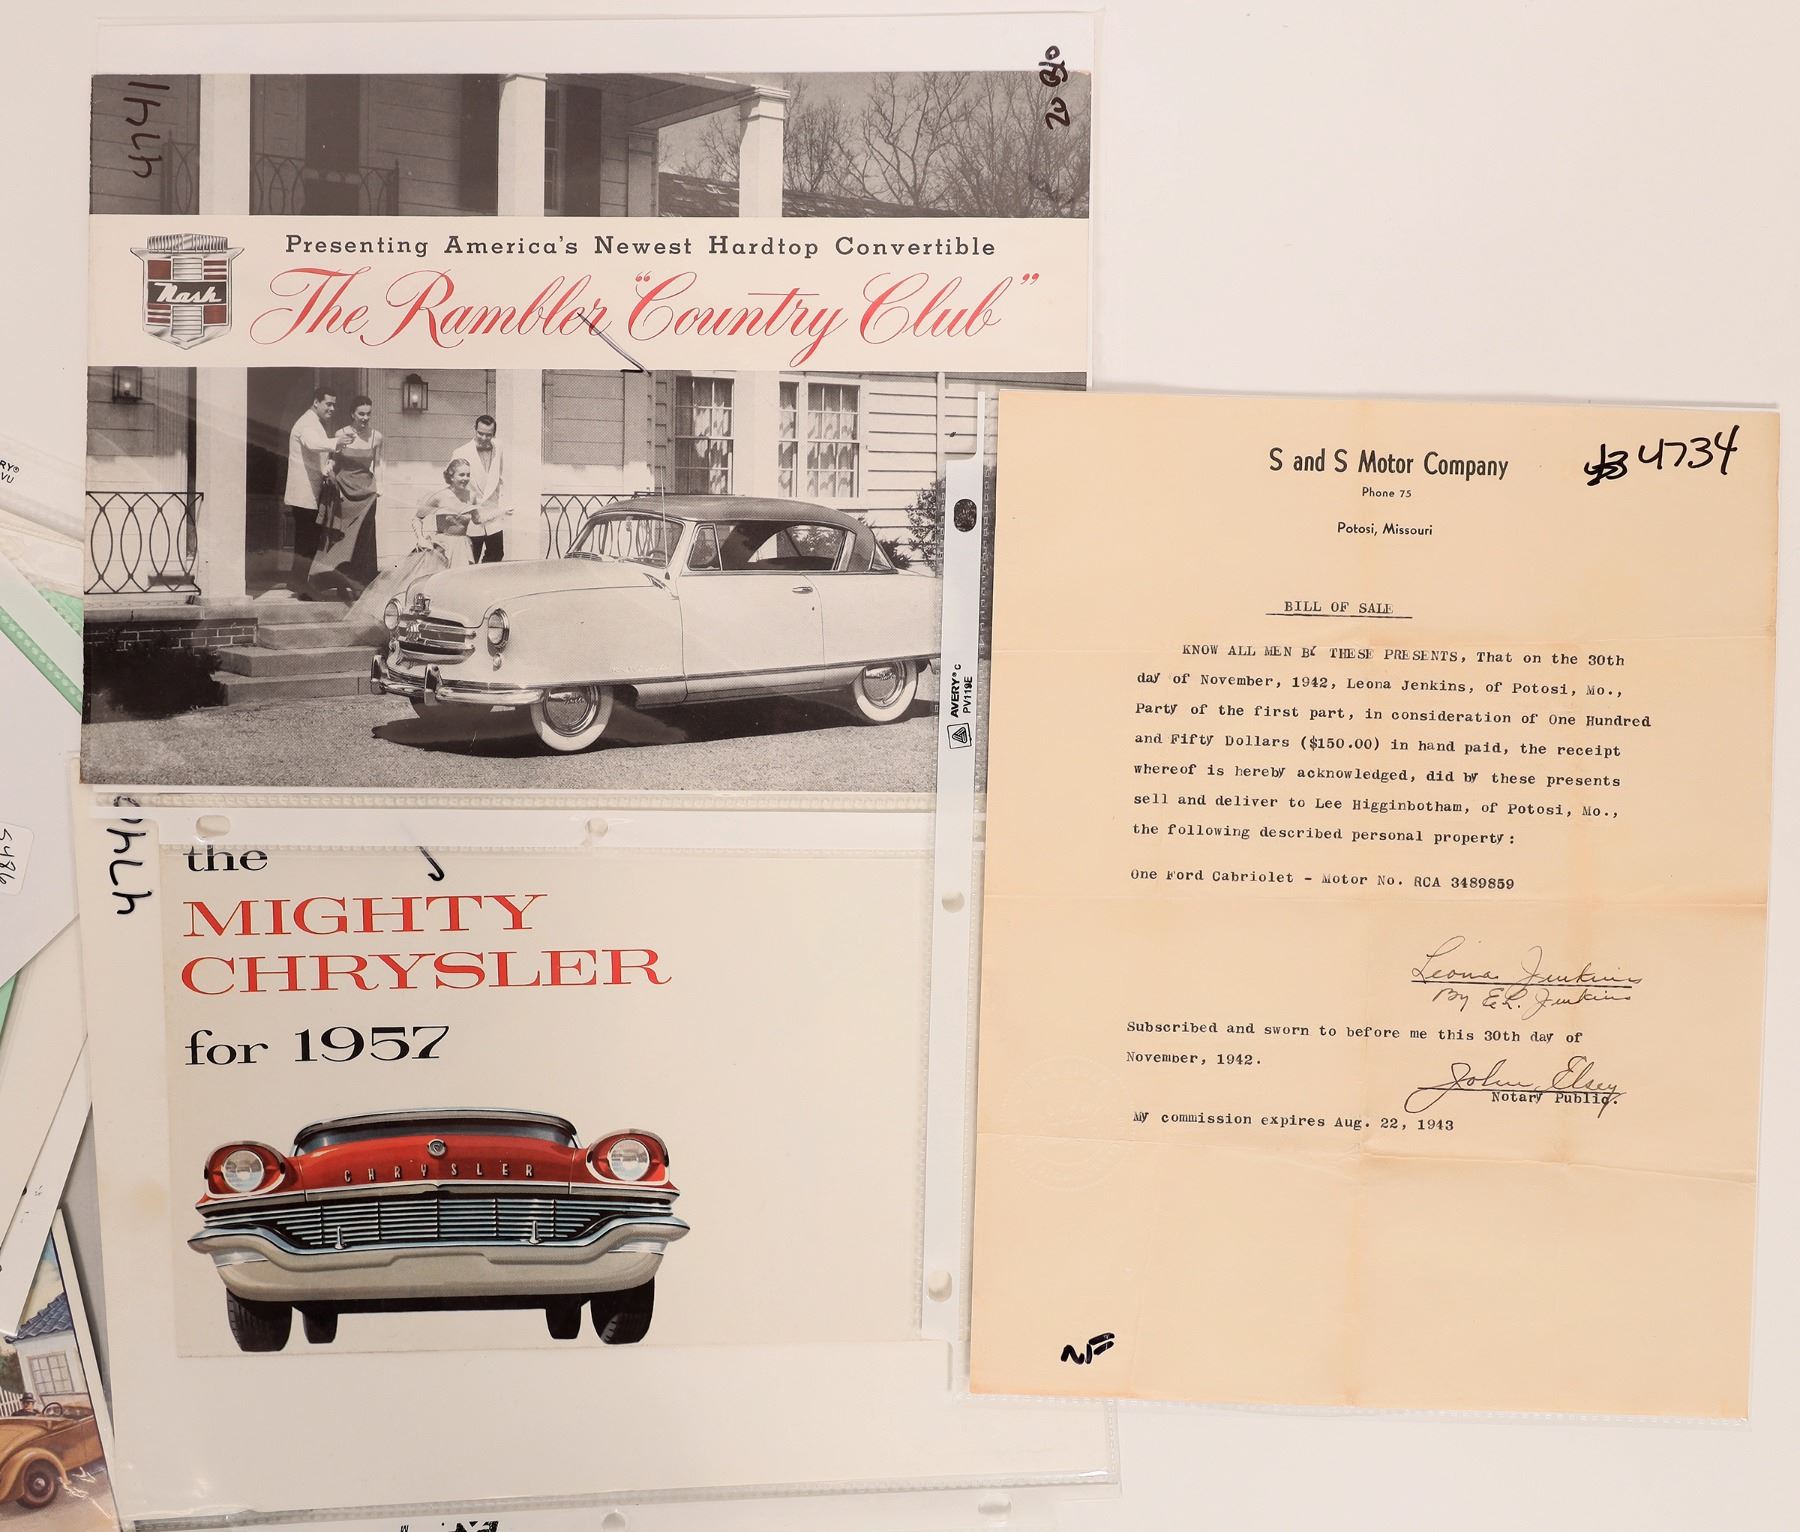 4741
20 B10
Presenting America's Newest Hardtop Convertible
Nash
The Rambler "Country Club"
AVERY®
PV119E
4740
the
MIGHTY
CHRYSLER
for 1957
CHRYSLER
S and S Motor Company
4734
Phone 75
Potosi, Missouri
BILL OF SALE
KNOW ALL MEN BY THESE PRESENTS, That on the 30th
day of November, 1942, Leona Jenkins, of Potosi, Mo.,
Party of the first part, in consideration of One Hundred
and Fifty Dollars ($150.00) in hand paid, the receipt
whereof is hereby acknowledged, did by these presents
sell and deliver to Lee Higginbotham, of Potosi, Mo.,
the following described personal property:
One Ford Cabriolet - Motor No. RCA 3489859
Leona Jenkins
By E.L. Jenkins
Subscribed and sworn to before me this 30th day of
November, 1942.
John Elsey
Notary Public.
My commission expires Aug. 22, 1943
NF
5486